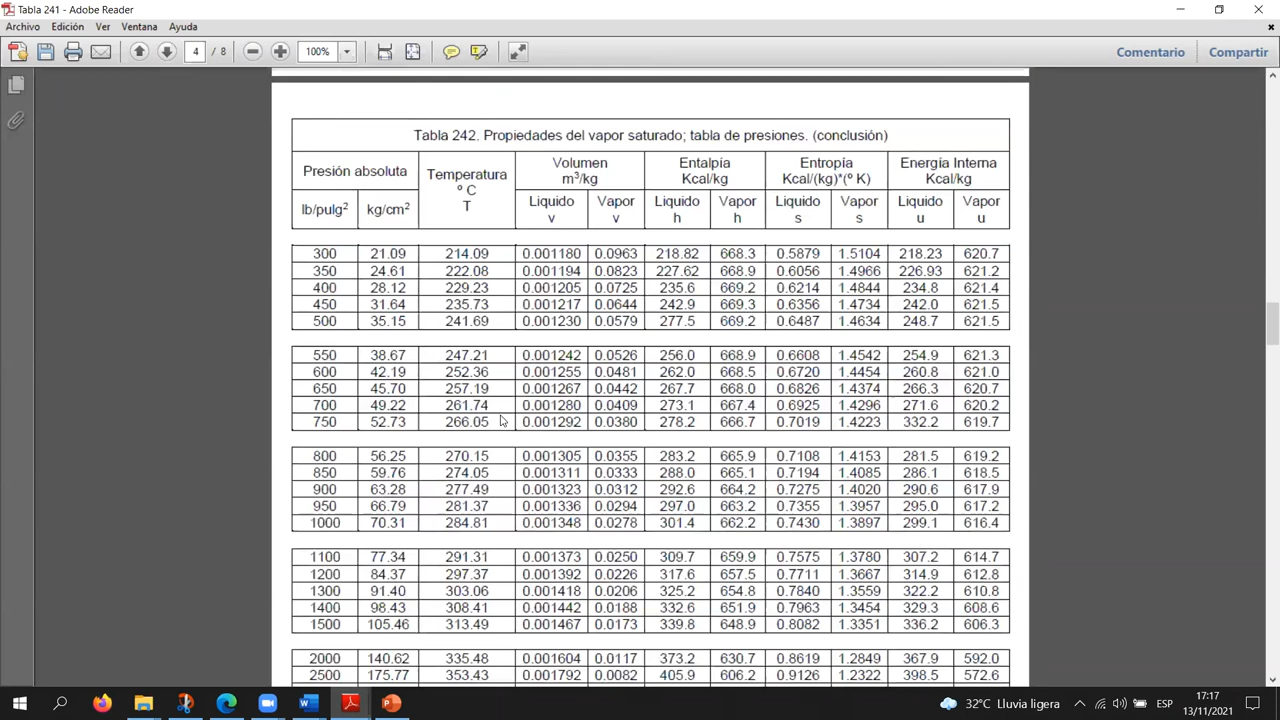 Tabla 241 - Adobe Reader
Archivo Edición Ver Ventana Ayuda
4 / 8 100% Comentario Compartir
Tabla 242. Propiedades del vapor saturado; tabla de presiones. (conclusión)
Presión absoluta Temperatura º C T Volumen m³/kg Entalpía Kcal/kg Entropía Kcal/(kg)*(º K) Energía Interna Kcal/kg
lb/pulg² kg/cm² Liquido v Vapor v Liquido h Vapor h Liquido s Vapor s Liquido u Vapor u
300 21.09 214.09 0.001180 0.0963 218.82 668.3 0.5879 1.5104 218.23 620.7
350 24.61 222.08 0.001194 0.0823 227.62 668.9 0.6056 1.4966 226.93 621.2
400 28.12 229.23 0.001205 0.0725 235.6 669.2 0.6214 1.4844 234.8 621.4
450 31.64 235.73 0.001217 0.0644 242.9 669.3 0.6356 1.4734 242.0 621.5
500 35.15 241.69 0.001230 0.0579 277.5 669.2 0.6487 1.4634 248.7 621.5
550 38.67 247.21 0.001242 0.0526 256.0 668.9 0.6608 1.4542 254.9 621.3
600 42.19 252.36 0.001255 0.0481 262.0 668.5 0.6720 1.4454 260.8 621.0
650 45.70 257.19 0.001267 0.0442 267.7 668.0 0.6826 1.4374 266.3 620.7
700 49.22 261.74 0.001280 0.0409 273.1 667.4 0.6925 1.4296 271.6 620.2
750 52.73 266.05 0.001292 0.0380 278.2 666.7 0.7019 1.4223 332.2 619.7
800 56.25 270.15 0.001305 0.0355 283.2 665.9 0.7108 1.4153 281.5 619.2
850 59.76 274.05 0.001311 0.0333 288.0 665.1 0.7194 1.4085 286.1 618.5
900 63.28 277.49 0.001323 0.0312 292.6 664.2 0.7275 1.4020 290.6 617.9
950 66.79 281.37 0.001336 0.0294 297.0 663.2 0.7355 1.3957 295.0 617.2
1000 70.31 284.81 0.001348 0.0278 301.4 662.2 0.7430 1.3897 299.1 616.4
1100 77.34 291.31 0.001373 0.0250 309.7 659.9 0.7575 1.3780 307.2 614.7
1200 84.37 297.37 0.001392 0.0226 317.6 657.5 0.7711 1.3667 314.9 612.8
1300 91.40 303.06 0.001418 0.0206 325.2 654.8 0.7840 1.3559 322.2 610.8
1400 98.43 308.41 0.001442 0.0188 332.6 651.9 0.7963 1.3454 329.3 608.6
1500 105.46 313.49 0.001467 0.0173 339.8 648.9 0.8082 1.3351 336.2 606.3
2000 140.62 335.48 0.001604 0.0117 373.2 630.7 0.8619 1.2849 367.9 592.0
2500 175.77 353.43 0.001792 0.0082 405.9 606.2 0.9126 1.2322 398.5 572.6
32°C Lluvia ligera ESP 17:17
13/11/2021